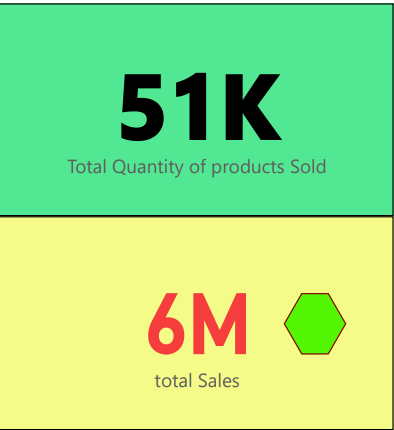 51K
Total Quantity of products Sold
6M
total Sales